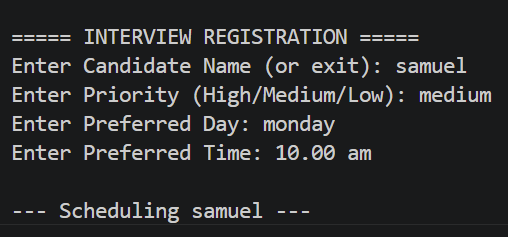 ===== INTERVIEW REGISTRATION =====
Enter Candidate Name (or exit): samuel
Enter Priority (High/Medium/Low): medium
Enter Preferred Day: monday
Enter Preferred Time: 10.00 am
--- Scheduling samuel ---